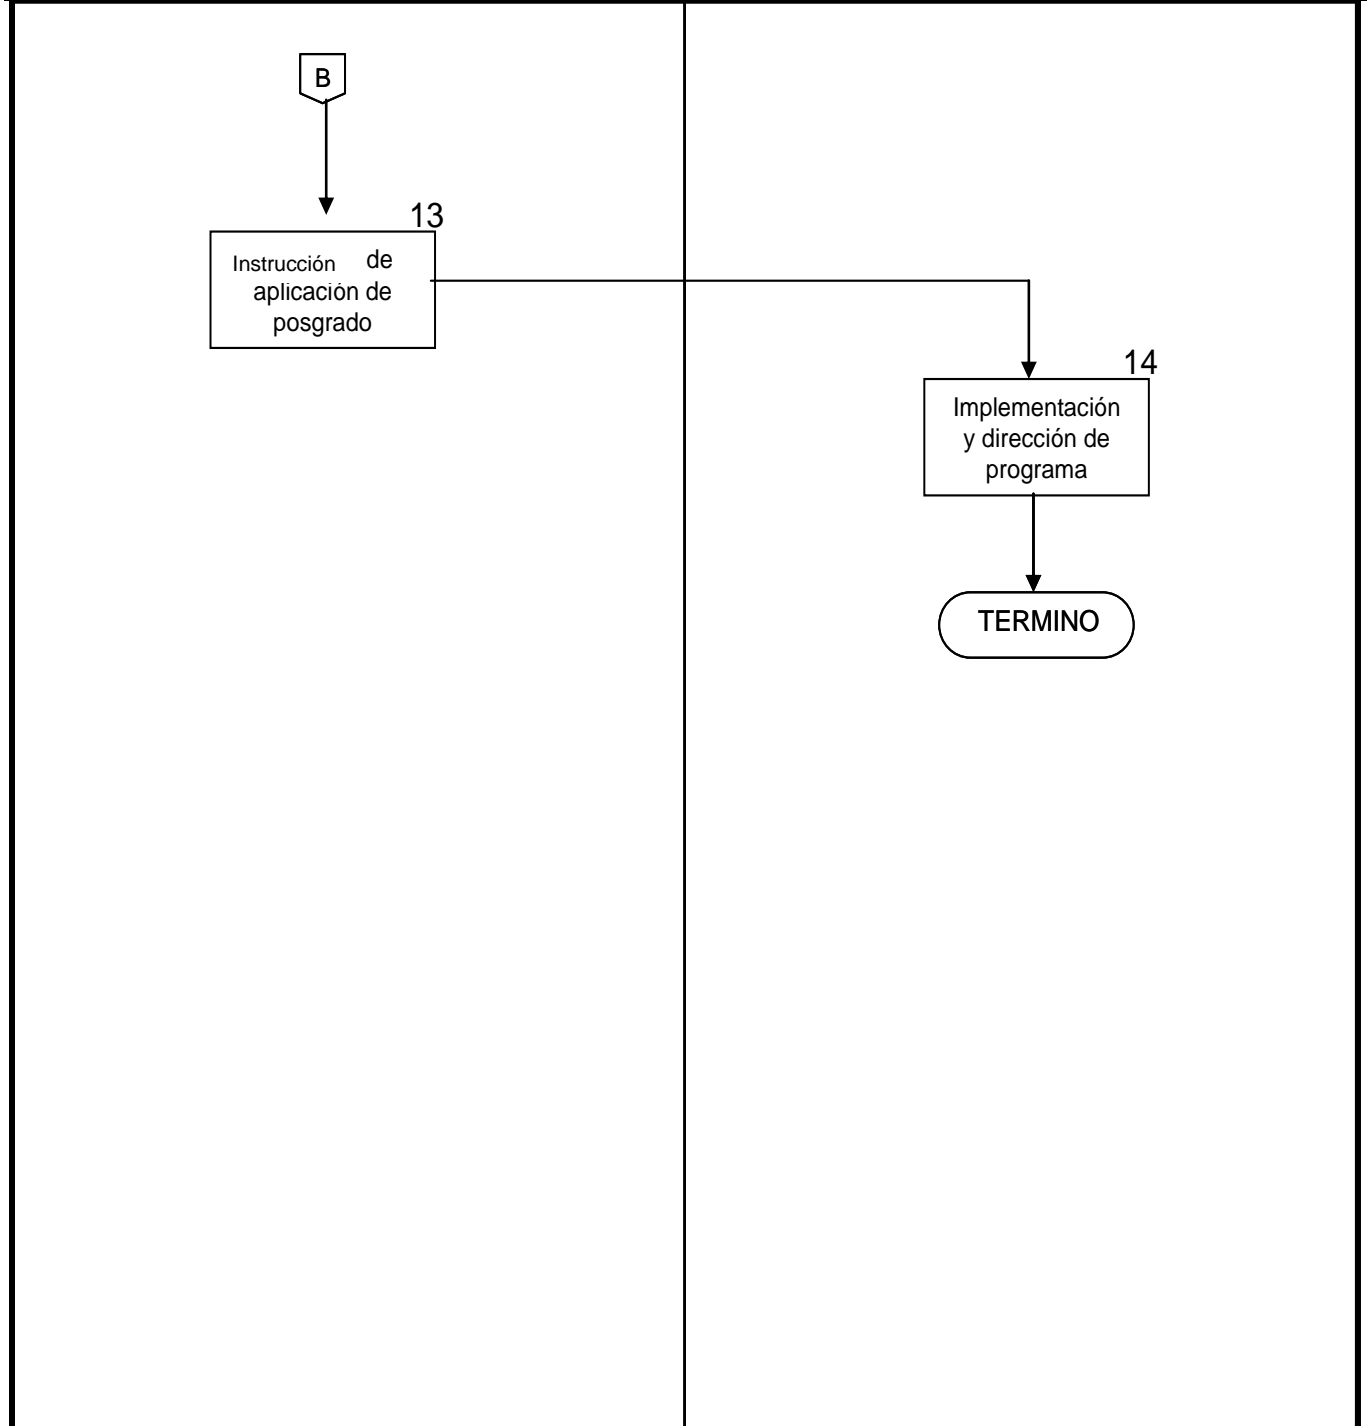 B
13
Instrucción de
aplicación de
posgrado
14
Implementación
y dirección de
programa
TERMINO